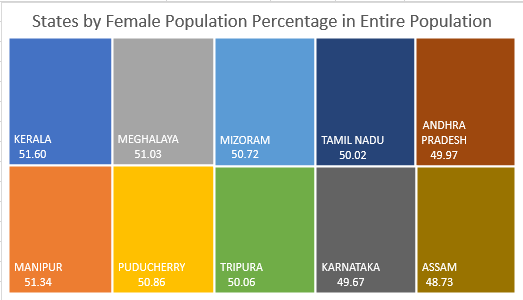 States by Female Population Percentage in Entire Population
KERALA
51.60
MEGHALAYA
51.03
MIZORAM
50.72
TAMIL NADU
50.02
ANDHRA
PRADESH
49.97
MANIPUR
51.34
PUDUCHERRY
50.86
TRIPURA
50.06
KARNATAKA
49.67
ASSAM
48.73